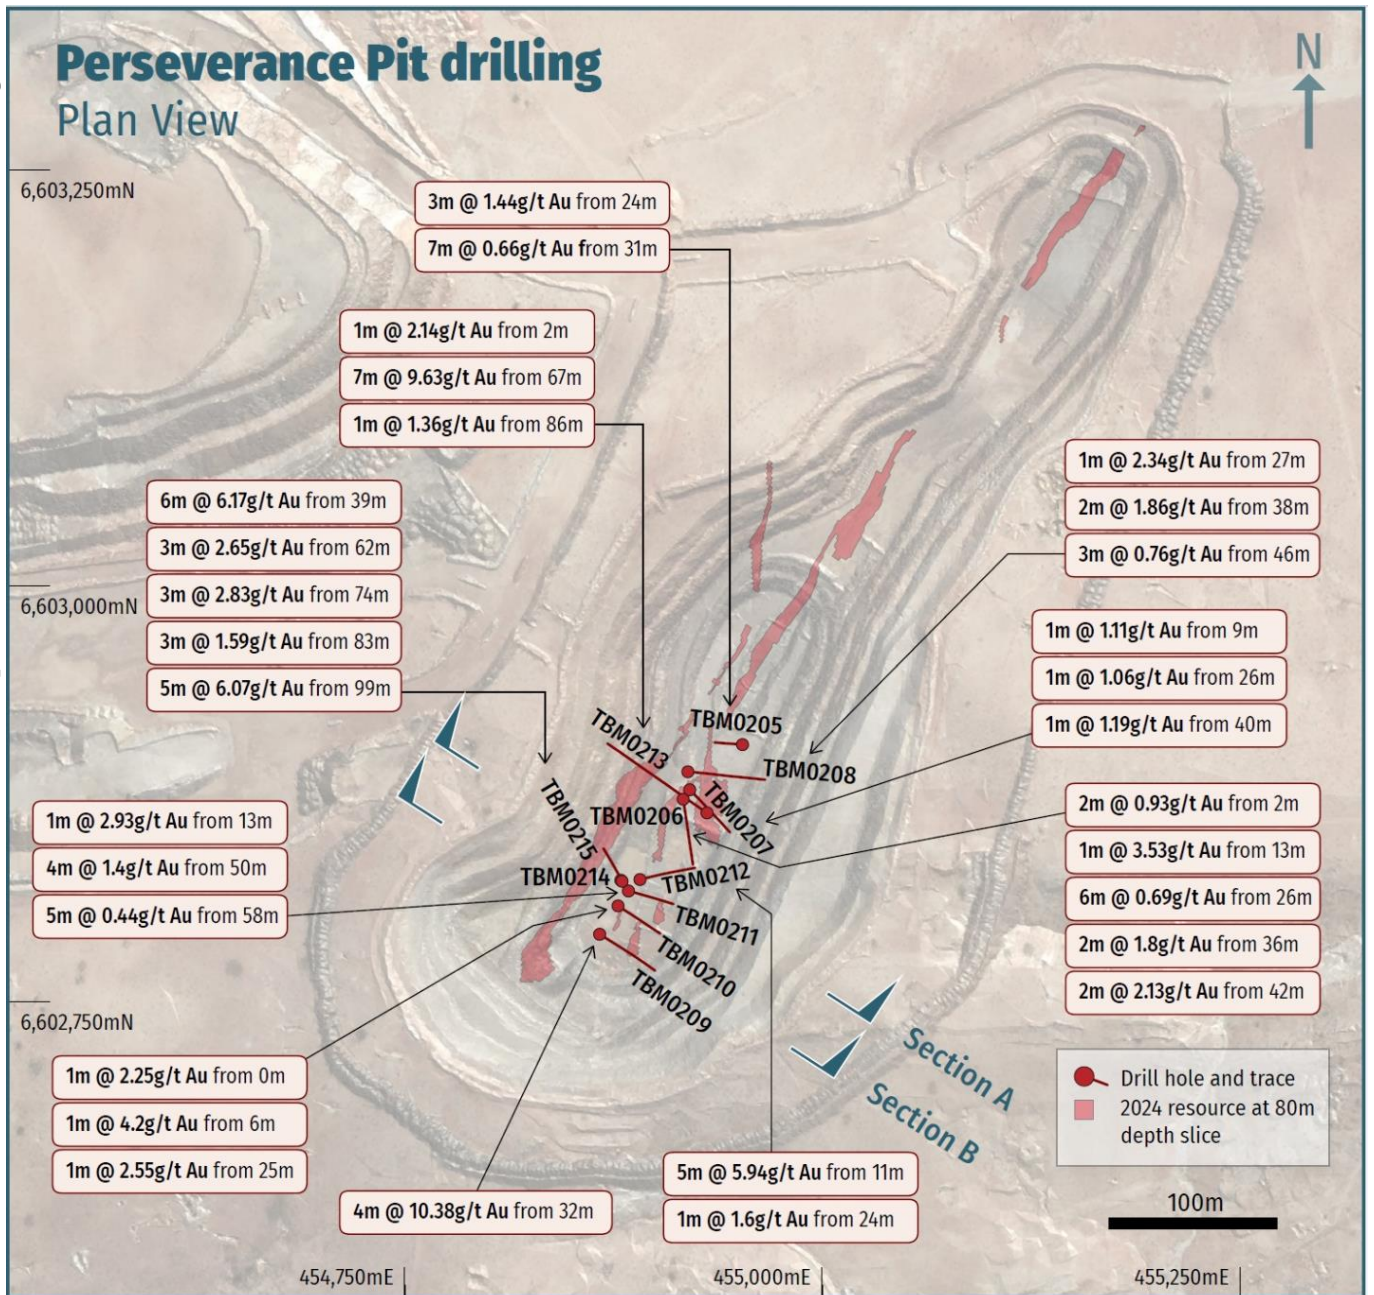 Perseverance Pit drilling
Plan View
N
6,603,250mN
3m @ 1.44g/t Au from 24m
7m @ 0.66g/t Au from 31m
1m @ 2.14g/t Au from 2m
7m @ 9.63g/t Au from 67m
1m @ 1.36g/t Au from 86m
1m @ 2.34g/t Au from 27m
2m @ 1.86g/t Au from 38m
3m @ 0.76g/t Au from 46m
6m @ 6.17g/t Au from 39m
3m @ 2.65g/t Au from 62m
3m @ 2.83g/t Au from 74m
3m @ 1.59g/t Au from 83m
5m @ 6.07g/t Au from 99m
6,603,000mN
1m @ 1.11g/t Au from 9m
1m @ 1.06g/t Au from 26m
1m @ 1.19g/t Au from 40m
TBM0205
TBM0213
TBM0208
TBM0207
TBM0206
TBM0215
TBM0214
TBM0212
TBM0211
TBM0210
TBM0209
1m @ 2.93g/t Au from 13m
4m @ 1.4g/t Au from 50m
5m @ 0.44g/t Au from 58m
2m @ 0.93g/t Au from 2m
1m @ 3.53g/t Au from 13m
6m @ 0.69g/t Au from 26m
2m @ 1.8g/t Au from 36m
2m @ 2.13g/t Au from 42m
6,602,750mN
Section A
Section B
1m @ 2.25g/t Au from 0m
1m @ 4.2g/t Au from 6m
1m @ 2.55g/t Au from 25m
4m @ 10.38g/t Au from 32m
5m @ 5.94g/t Au from 11m
1m @ 1.6g/t Au from 24m
Drill hole and trace
2024 resource at 80m
depth slice
100m
454,750mE
455,000mE
455,250mE